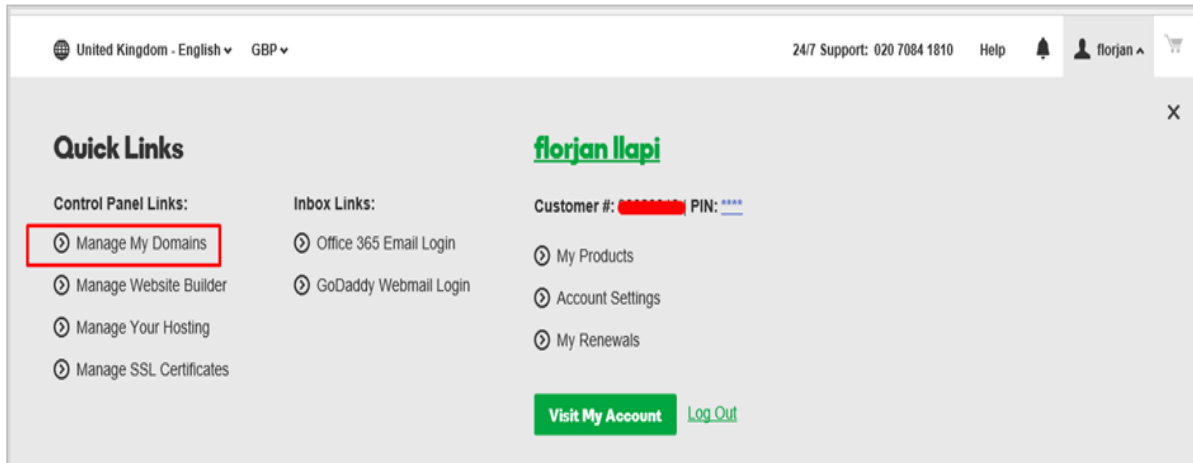 United Kingdom - English GBP 24/7 Support: 020 7084 1810 Help florjan
X
Quick Links
Control Panel Links:
Manage My Domains
Manage Website Builder
Manage Your Hosting
Manage SSL Certificates
Inbox Links:
Office 365 Email Login
GoDaddy Webmail Login
florjan llapi
Customer #: | PIN: ****
My Products
Account Settings
My Renewals
Visit My Account Log Out